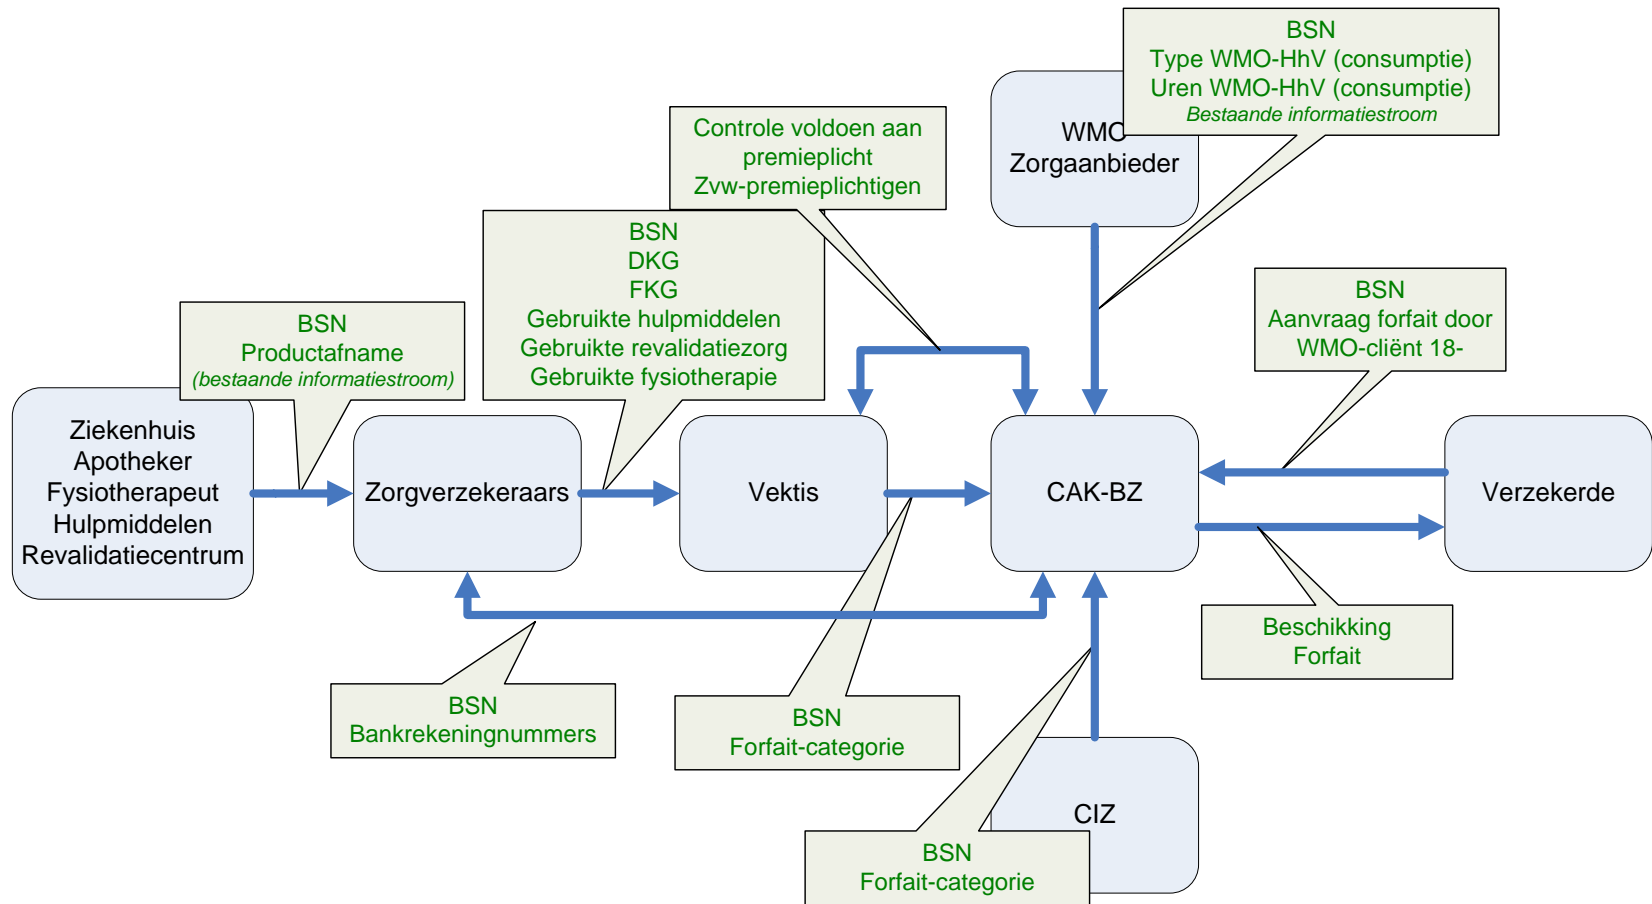 BSN
Type WMO-HhV (consumptie)
Uren WMO-HhV (consumptie)
Bestaande informatiestroom
WMO
Zorgaanbieder
Controle voldoen aan
premieplicht
Zvw-premieplichtigen
BSN
DKG
FKG
Gebruikte hulpmiddelen
Gebruikte revalidatiezorg
Gebruikte fysiotherapie
BSN
Productafname
(bestaande informatiestroom)
BSN
Aanvraag forfait door
WMO-cliënt 18-
Ziekenhuis
Apotheker
Fysiotherapeut
Hulpmiddelen
Revalidatiecentrum
Zorgverzekeraars
Vektis
CAK-BZ
Verzekerde
Beschikking
Forfait
BSN
Bankrekeningnummers
BSN
Forfait-categorie
CIZ
BSN
Forfait-categorie